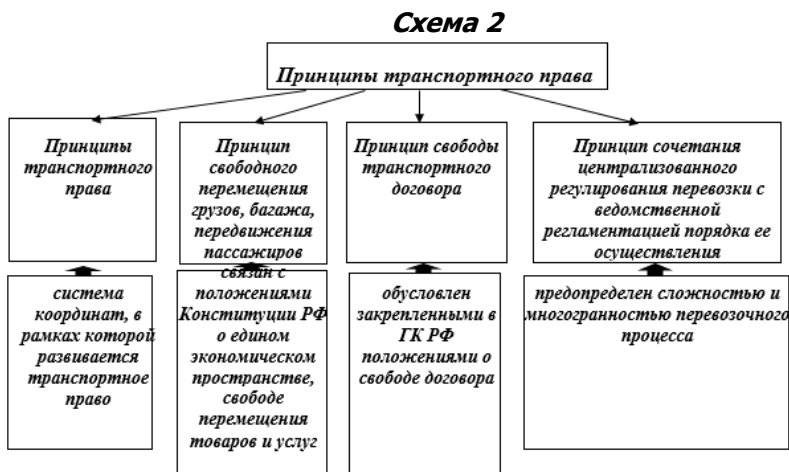 Схема 2
Принципы транспортного права
Принципы
транспортного
права
Принцип
свободного
перемещения
грузов, багажа,
передвижения
пассажиров
связан с
положениями
Конституции РФ
о едином
экономическом
пространстве,
свободе
перемещения
товаров и услуг
Принцип свободы
транспортного
договора
Принцип сочетания
централизованного
регулирования перевозки с
ведомственной
регламентацией порядка ее
осуществления
система
координат, в
рамках которой
развивается
транспортное
право
обусловлен
закрепленными в
ГК РФ
положениями о
свободе договора
предопределен сложностью и
многогранностью перевозочного
процесса